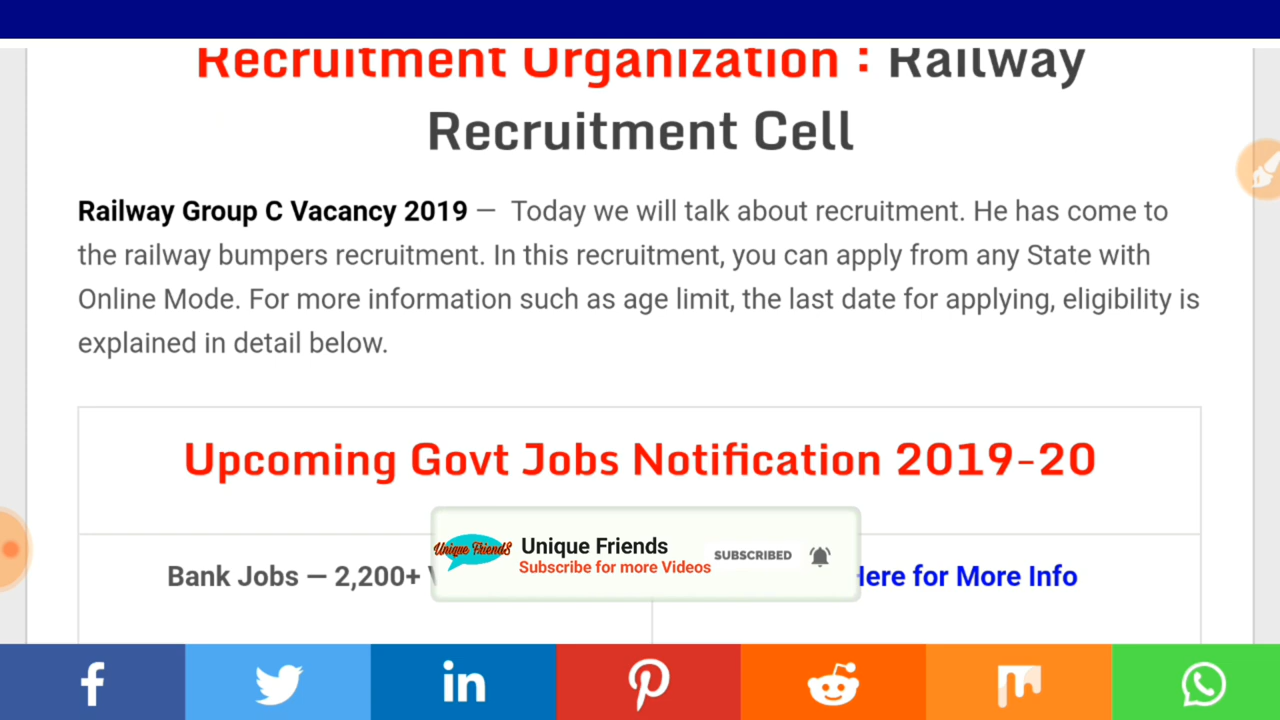 Recruitment Organization : Railway
Recruitment Cell
Railway Group C Vacancy 2019 — Today we will talk about recruitment. He has come to
the railway bumpers recruitment. In this recruitment, you can apply from any State with
Online Mode. For more information such as age limit, the last date for applying, eligibility is
explained in detail below.
Upcoming Govt Jobs Notification 2019-20
Unique Friends
Unique Friends
SUBSCRIBED
Subscribe for more Videos
Bank Jobs — 2,200+
for More Info